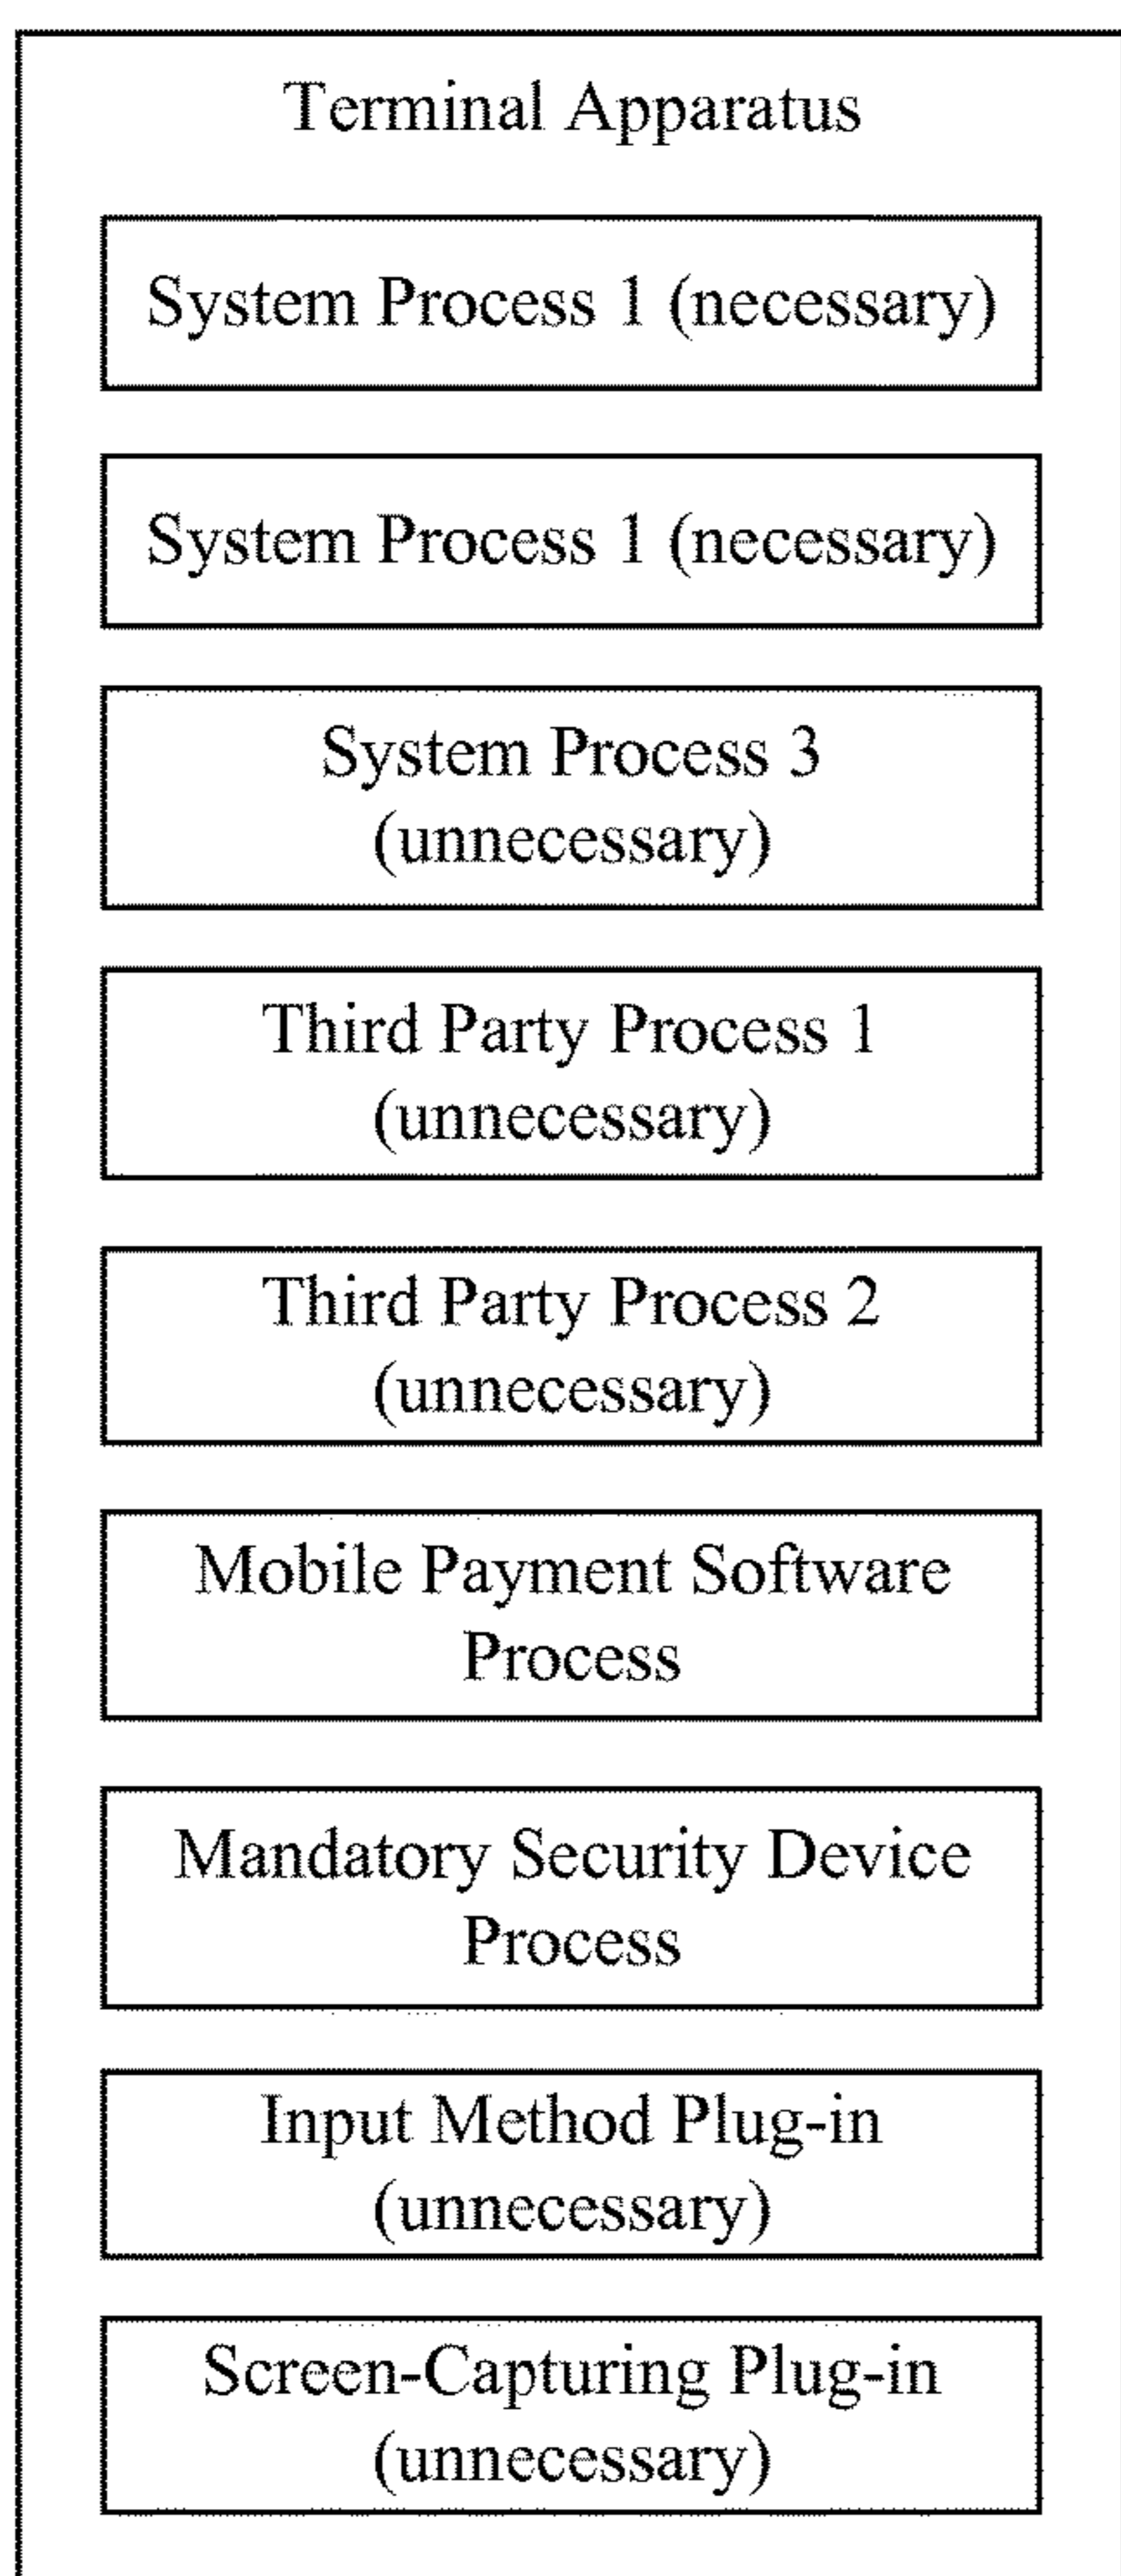 Terminal Apparatus
System Process 1 (necessary)
System Process 1 (necessary)
System Process 3
(unnecessary)
Third Party Process 1
(unnecessary)
Third Party Process 2
(unnecessary)
Mobile Payment Software
Process
Mandatory Security Device
Process
Input Method Plug-in
(unnecessary)
Screen-Capturing Plug-in
(unnecessary)